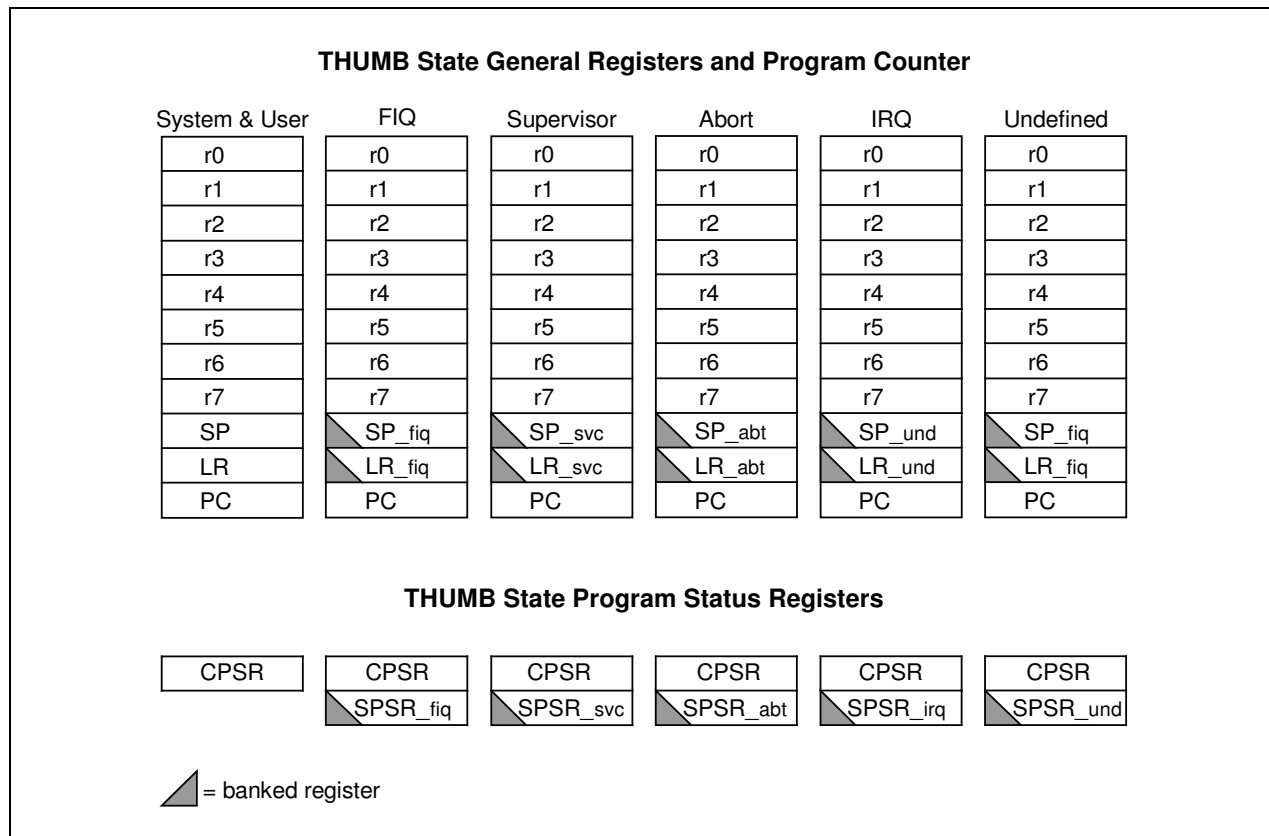 THUMB State General Registers and Program Counter
System & User FIQ Supervisor Abort IRQ Undefined
r0 r0 r0 r0 r0 r0
r1 r1 r1 r1 r1 r1
r2 r2 r2 r2 r2 r2
r3 r3 r3 r3 r3 r3
r4 r4 r4 r4 r4 r4
r5 r5 r5 r5 r5 r5
r6 r6 r6 r6 r6 r6
r7 r7 r7 r7 r7 r7
SP SP_fiq SP_svc SP_abt SP_und SP_fiq
LR LR_fiq LR_svc LR_abt LR_und LR_fiq
PC PC PC PC PC PC
THUMB State Program Status Registers
CPSR CPSR CPSR CPSR CPSR CPSR
SPSR_fiq SPSR_svc SPSR_abt SPSR_irq SPSR_und
= banked register